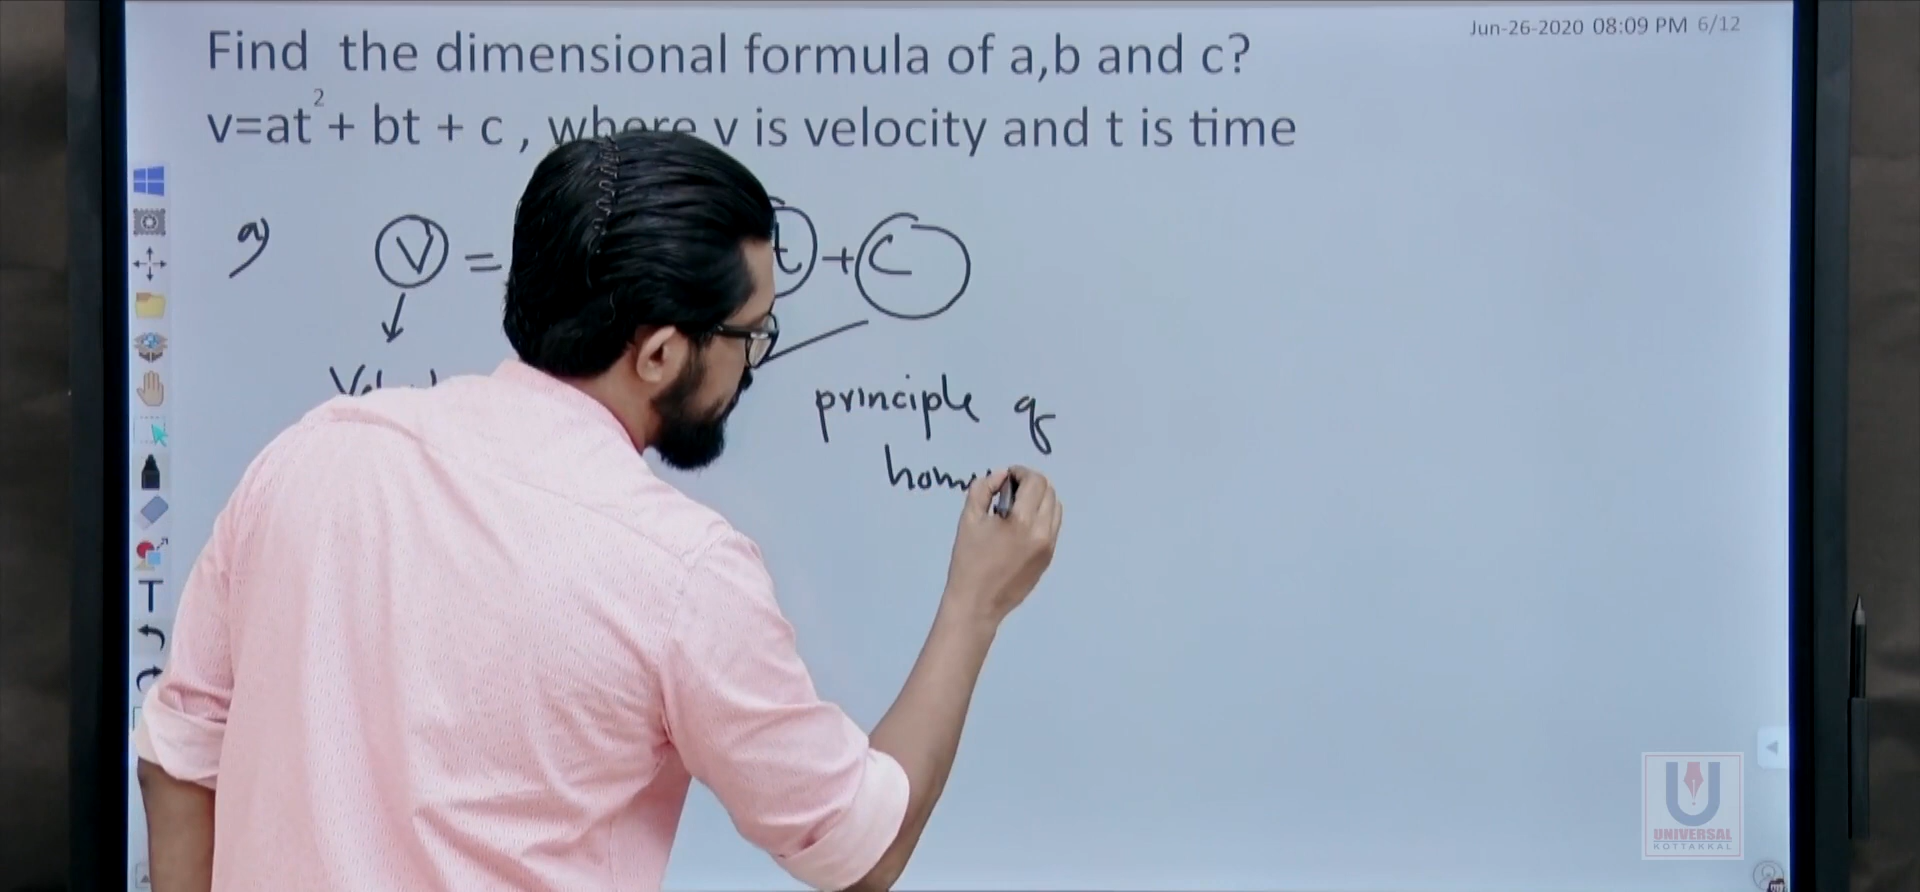 Jun-26-2020 08:09 PM 6/12
Find the dimensional formula of a,b and c?
v=at²+ bt + c , where v is velocity and t is time
a)
V = t + C
principle of
hom
T
UNIVERSAL
KOTTAKKAL